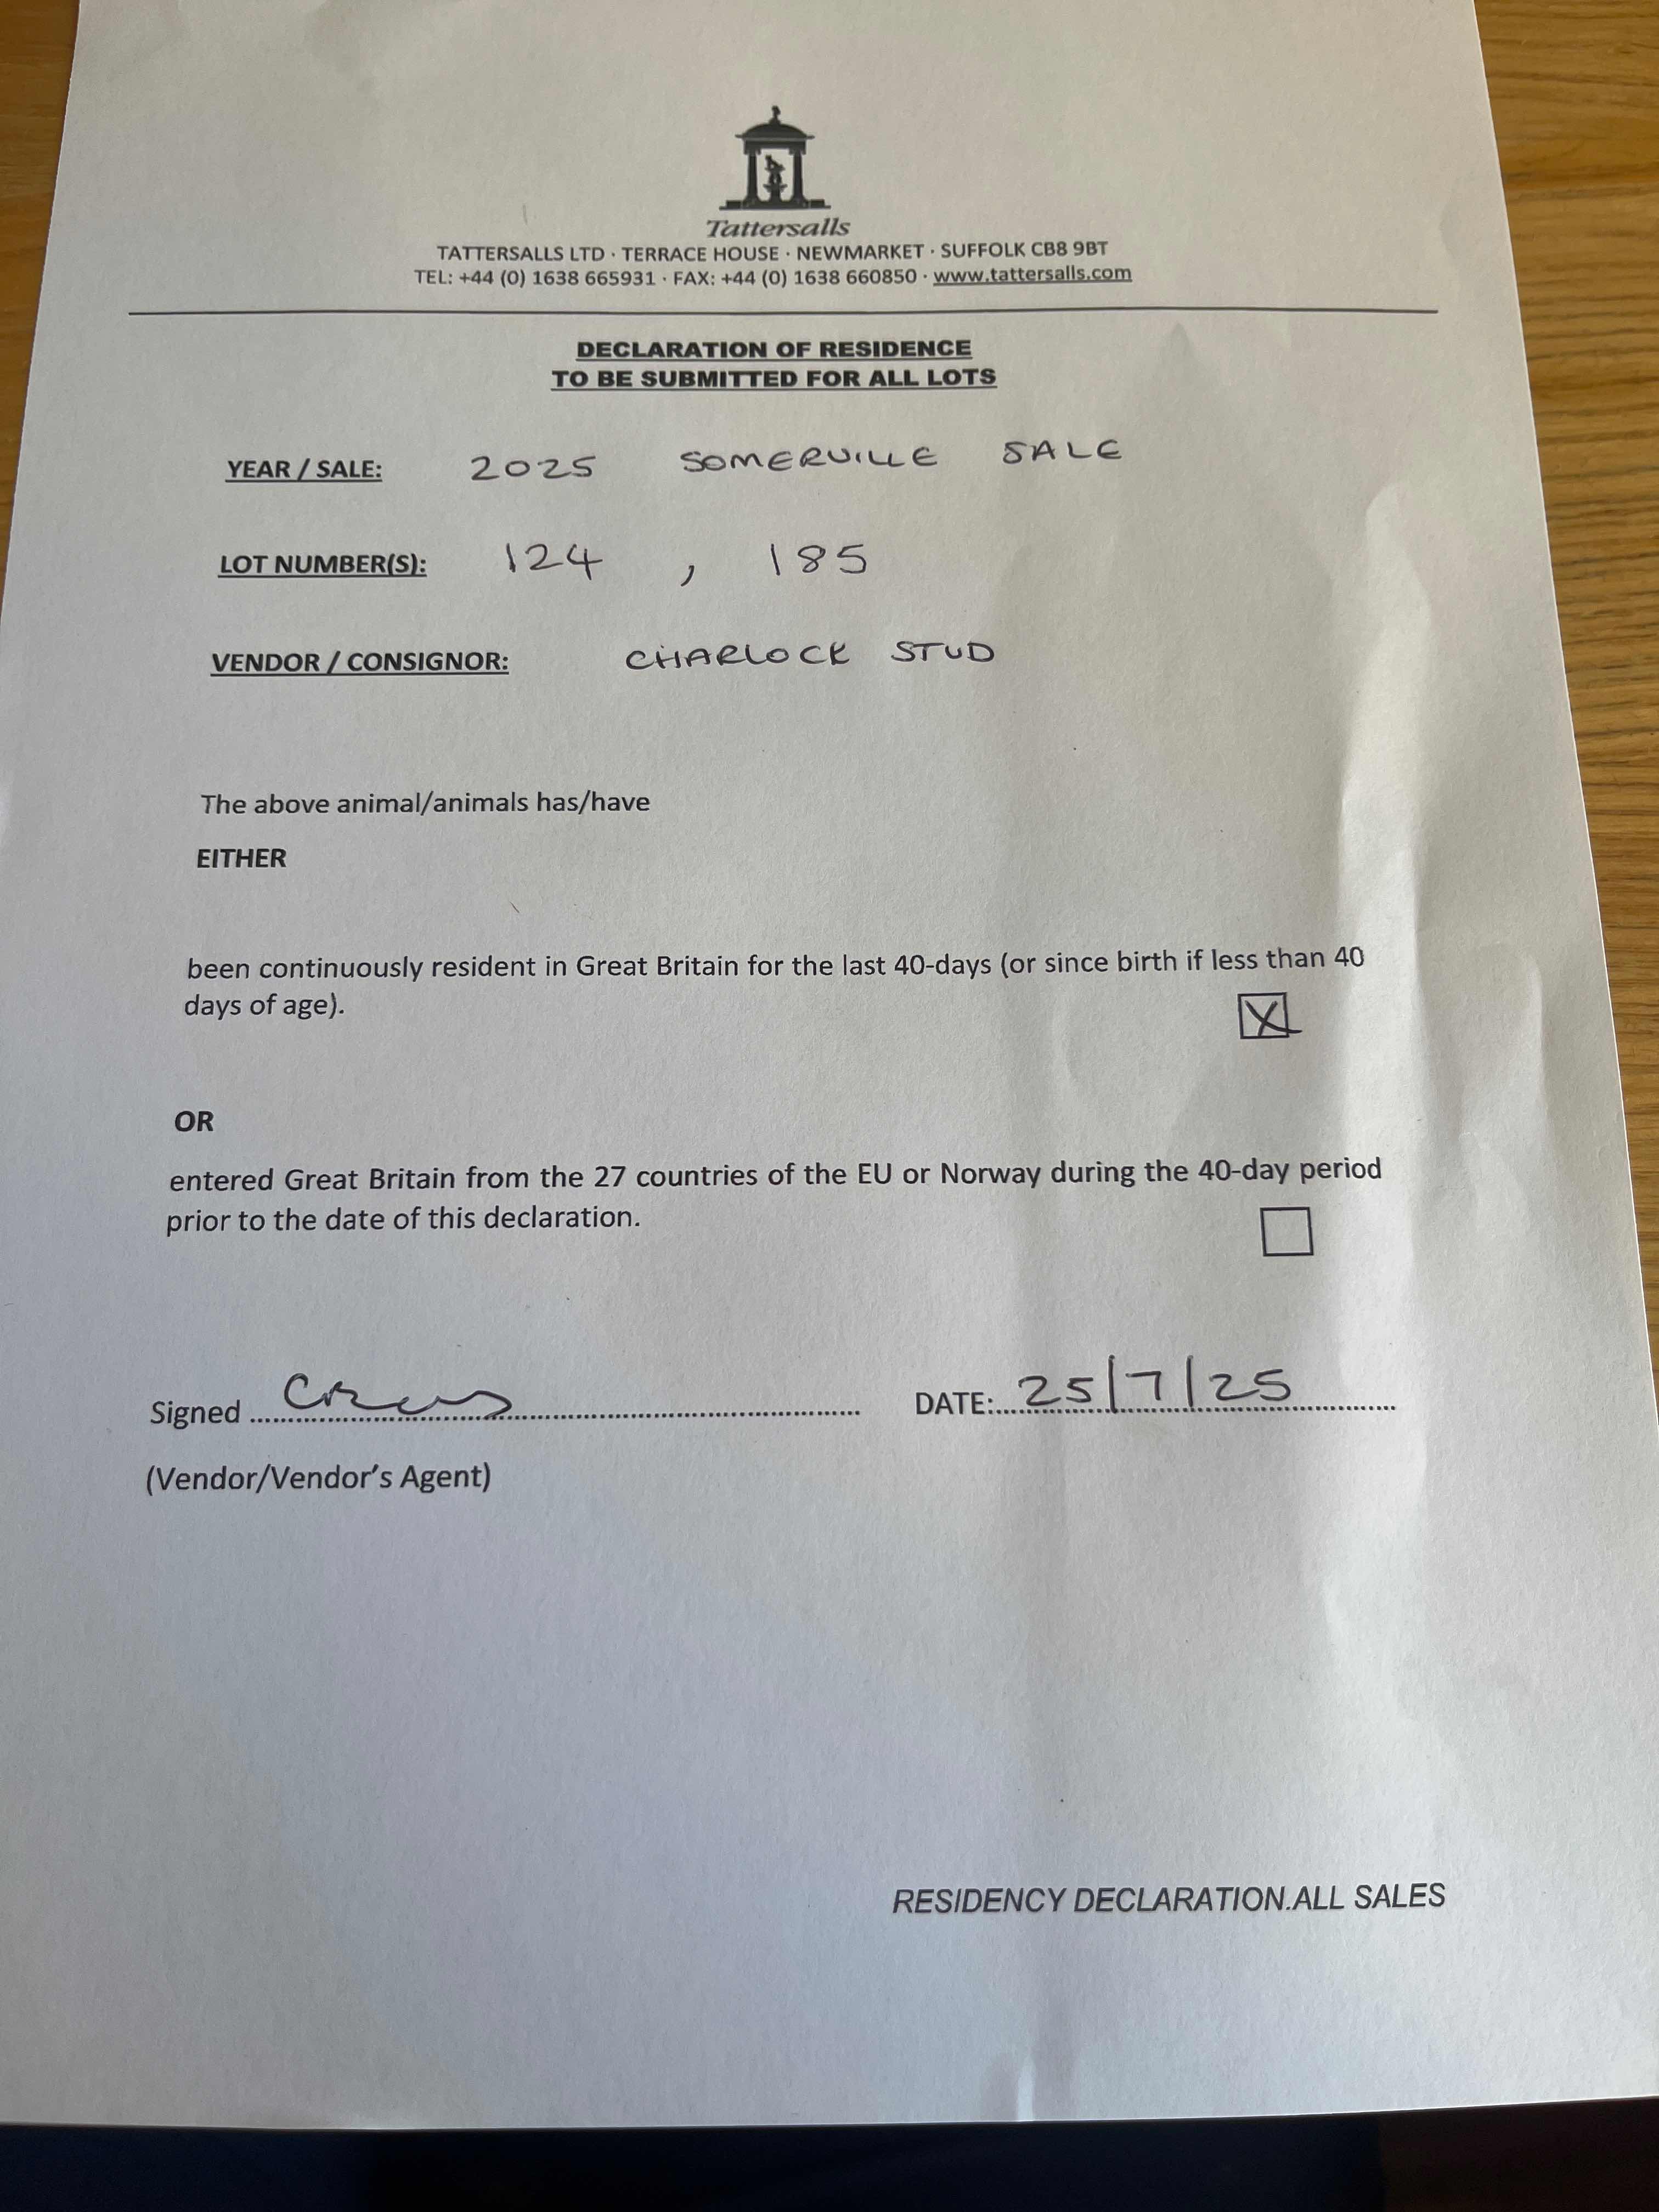 Tattersalls
TATTERSALLS LTD · TERRACE HOUSE · NEWMARKET · SUFFOLK CB8 9BT
TEL: +44 (0) 1638 665931 · FAX: +44 (0) 1638 660850 · www.tattersalls.com
DECLARATION OF RESIDENCE
TO BE SUBMITTED FOR ALL LOTS
YEAR / SALE: 2025 SOMERVILLE SALE
LOT NUMBER(S): 124 , 185
VENDOR / CONSIGNOR: CHARLOCK STUD
The above animal/animals has/have
EITHER
been continuously resident in Great Britain for the last 40-days (or since birth if less than 40
days of age). X
OR
entered Great Britain from the 27 countries of the EU or Norway during the 40-day period
prior to the date of this declaration.
Signed DATE: 25/7/25
(Vendor/Vendor's Agent)
RESIDENCY DECLARATION.ALL SALES